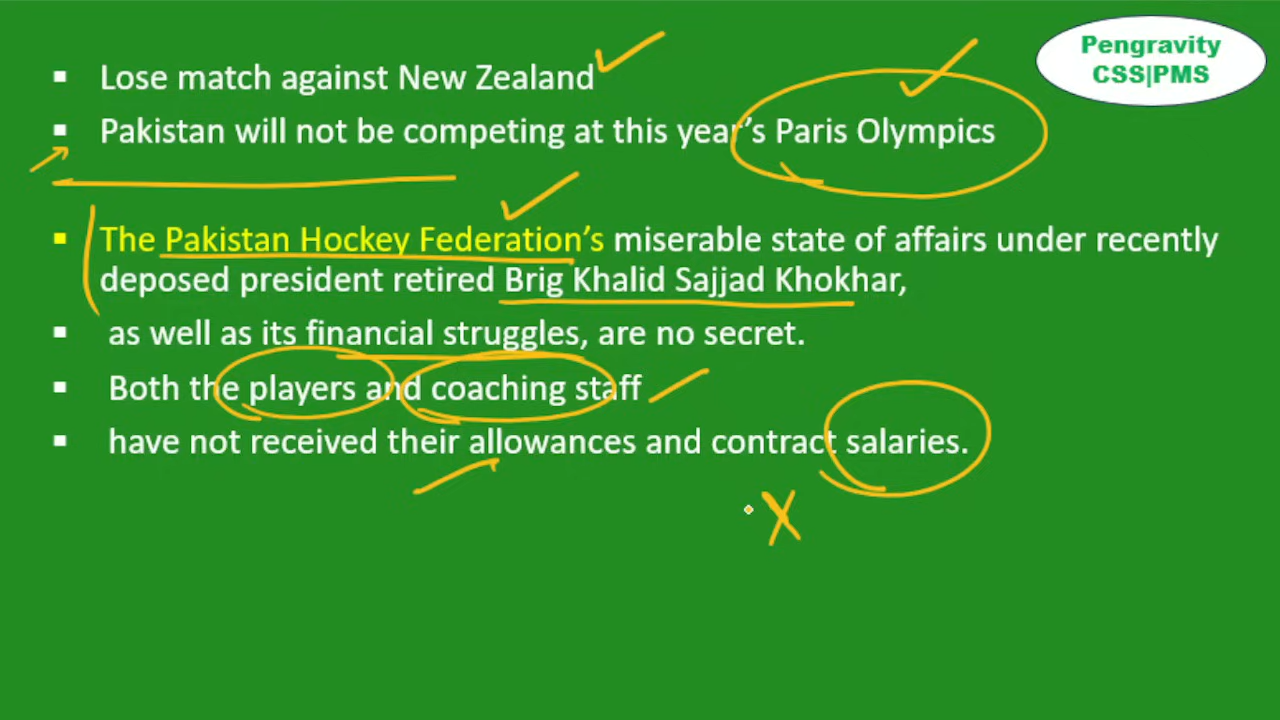 Pengravity
CSS|PMS
▪ Lose match against New Zealand
▪ Pakistan will not be competing at this year's Paris Olympics
▪ The Pakistan Hockey Federation's miserable state of affairs under recently
deposed president retired Brig Khalid Sajjad Khokhar,
▪ as well as its financial struggles, are no secret.
▪ Both the players and coaching staff
▪ have not received their allowances and contract salaries.
X